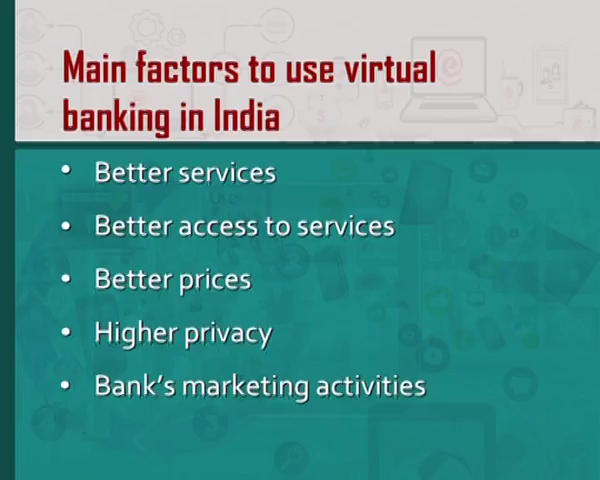 Main factors to use virtual
banking in India
• Better services
• Better access to services
• Better prices
• Higher privacy
• Bank’s marketing activities